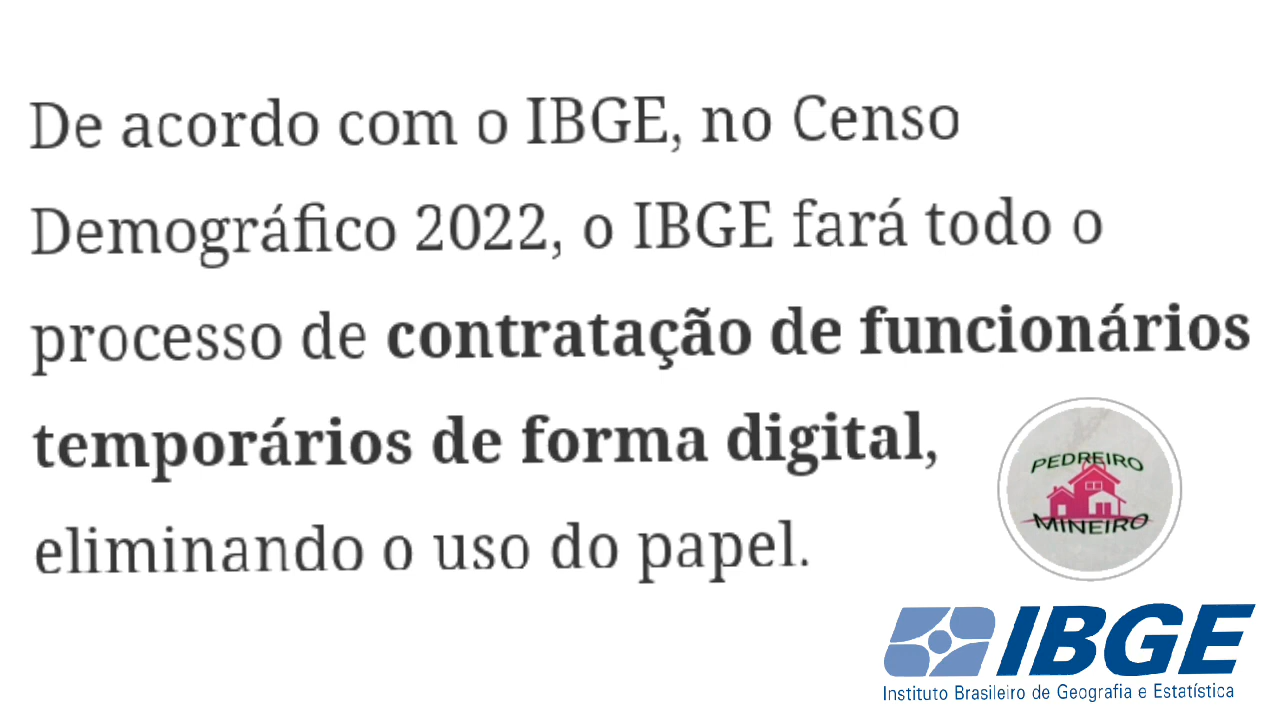 De acordo com o IBGE, no Censo
Demográfico 2022, o IBGE fará todo o
processo de contratação de funcionários
temporários de forma digital,
eliminando o uso do papel.
PEDREIRO
MINEIRO
IBGE
Instituto Brasileiro de Geografia e Estatística